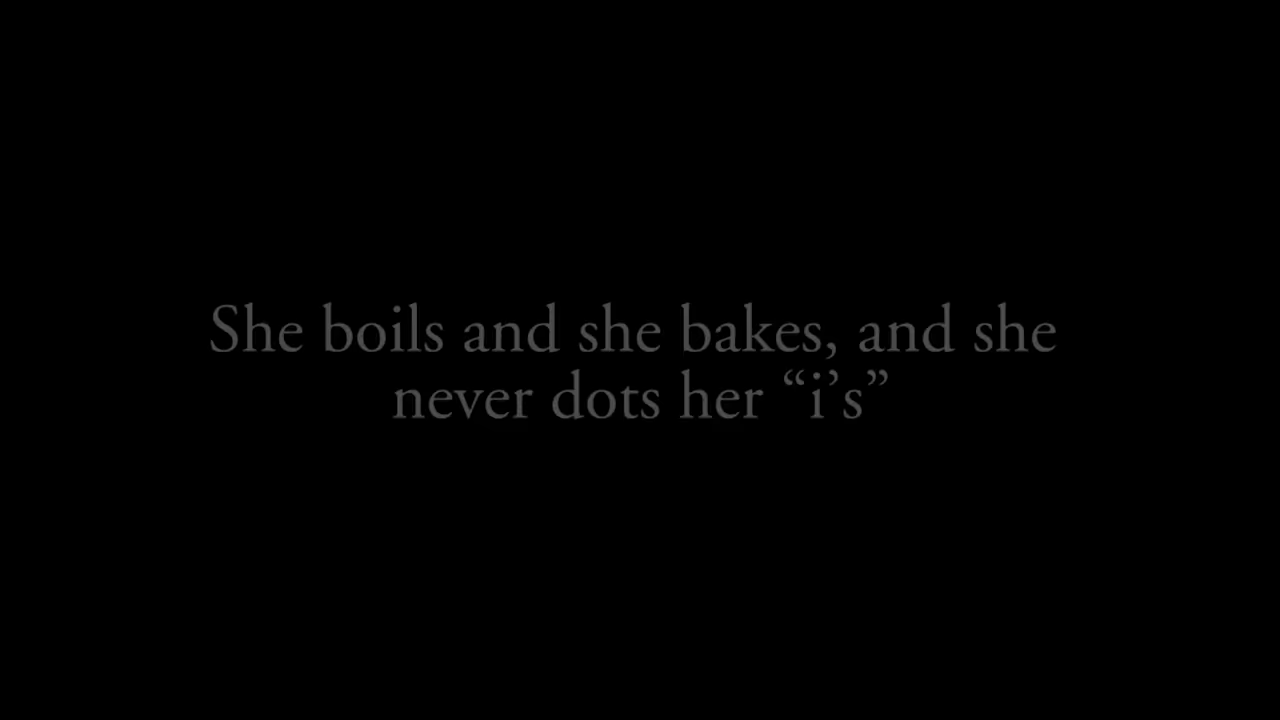 She boils and she bakes, and she
never dots her “i’s”